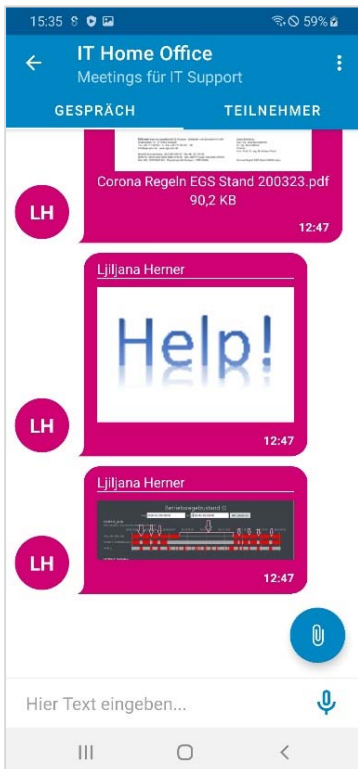 15:35
59%
IT Home Office
Meetings für IT Support
GESPRÄCH
TEILNEHMER
Corona Regeln EGS Stand 200323.pdf
90,2 KB
LH
12:47
Ljiljana Herner
Help!
LH
12:47
Ljiljana Herner
LH
12:47
Hier Text eingeben...